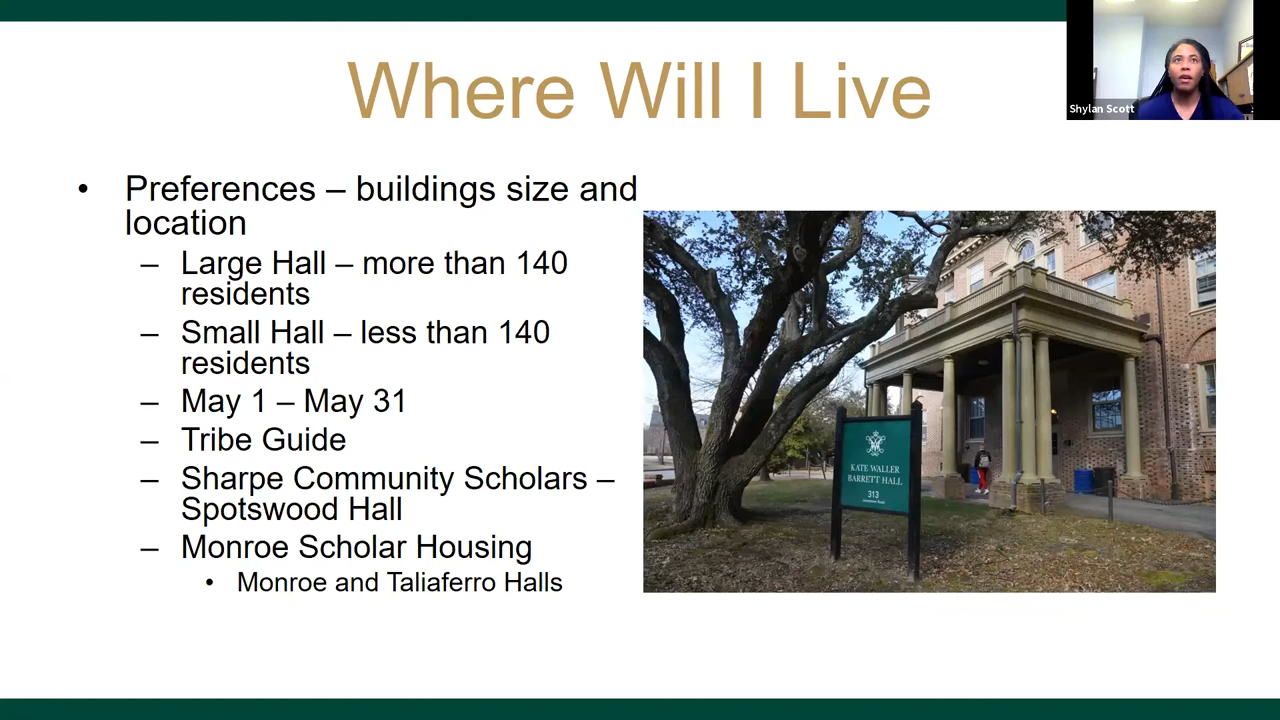 Where Will I Live
Shylan Scott
• Preferences – buildings size and
location
– Large Hall – more than 140
residents
– Small Hall – less than 140
residents
– May 1 – May 31
– Tribe Guide
– Sharpe Community Scholars –
Spotswood Hall
– Monroe Scholar Housing
• Monroe and Taliaferro Halls
KATE WALLER
BARRETT HALL
313